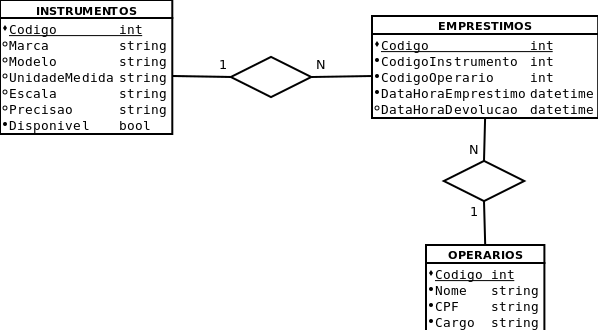 INSTRUMENTOS
Codigo int
Marca string
Modelo string
UnidadeMedida string
Escala string
Precisao string
Disponivel bool
1
N
EMPRESTIMOS
Codigo int
CodigoInstrumento int
CodigoOperario int
DataHoraEmprestimo datetime
DataHoraDevolucao datetime
N
1
OPERARIOS
Codigo int
Nome string
CPF string
Cargo string